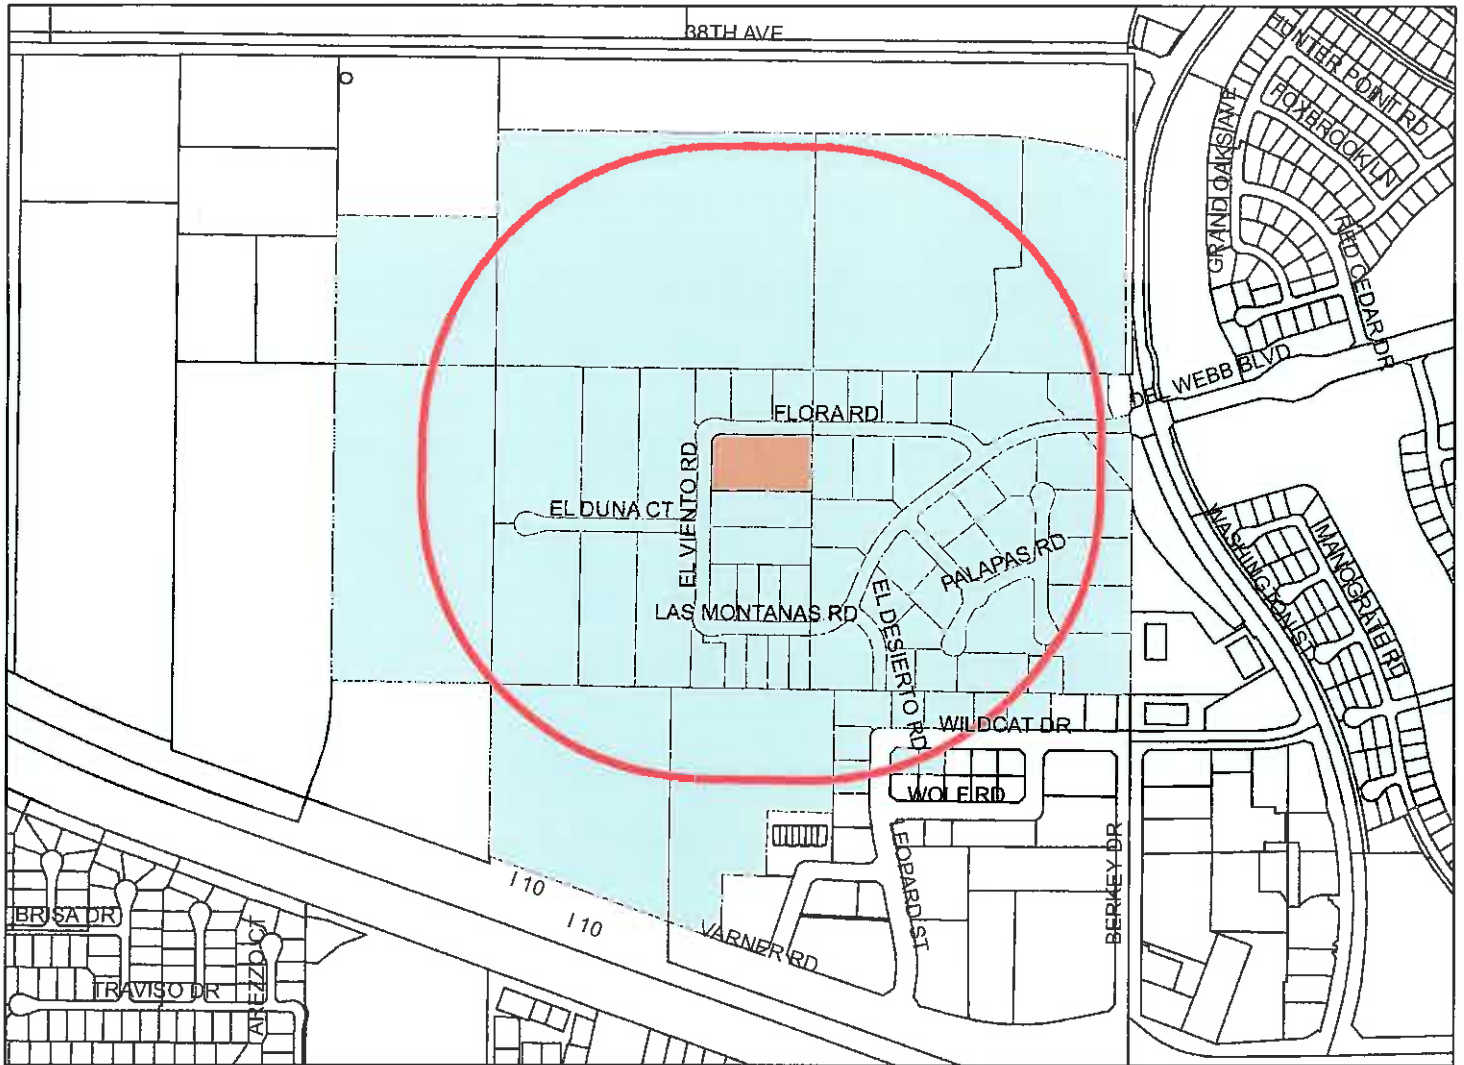 38TH AVE
HUNTER POINT RD
FOXBROOK LN
GRAND OAKS AVE
RED CEDAR DR
DEL WEBB BLVD
FLORA RD
EL VIENTO RD
EL DUNA CT
PALAPAS RD
LAS MONTANAS RD
EL DESIERTO RD
WASHINGTON ST
MANOGRATE RD
WILDCAT DR
WOLF RD
LEOPARD ST
BERKEY DR
I 10
I 10
VARNER RD
BRISA DR
AREZZO CT
TRAVISO DR